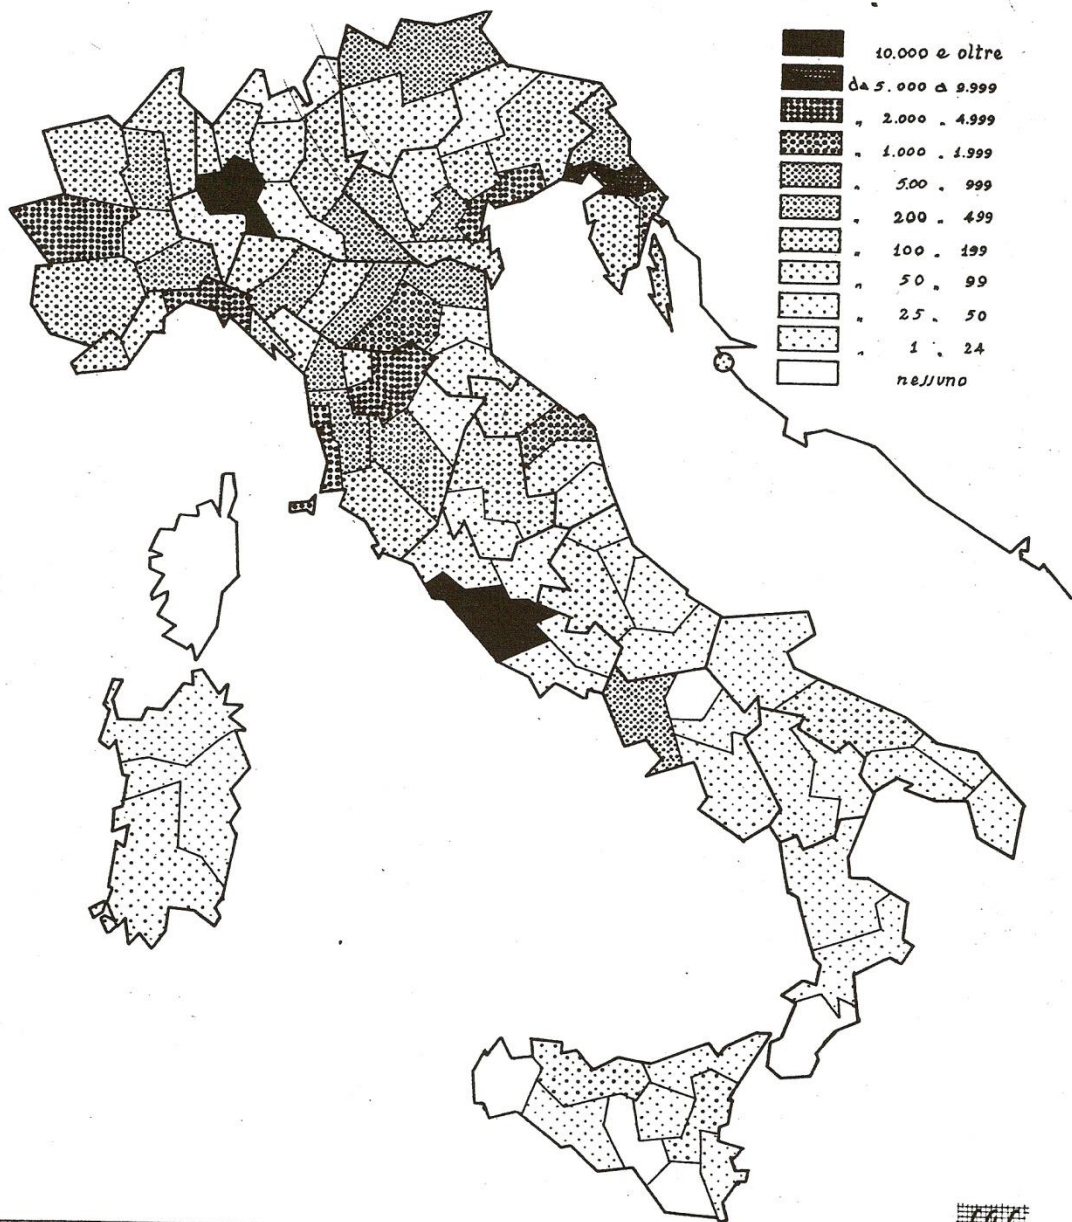 10.000 e oltre
da 5.000 a 9.999
" 2.000 " 4.999
" 1.000 " 1.999
" 500 " 999
" 200 " 499
" 100 " 199
" 50 " 99
" 25 " 50
" 1 " 24
nessuno